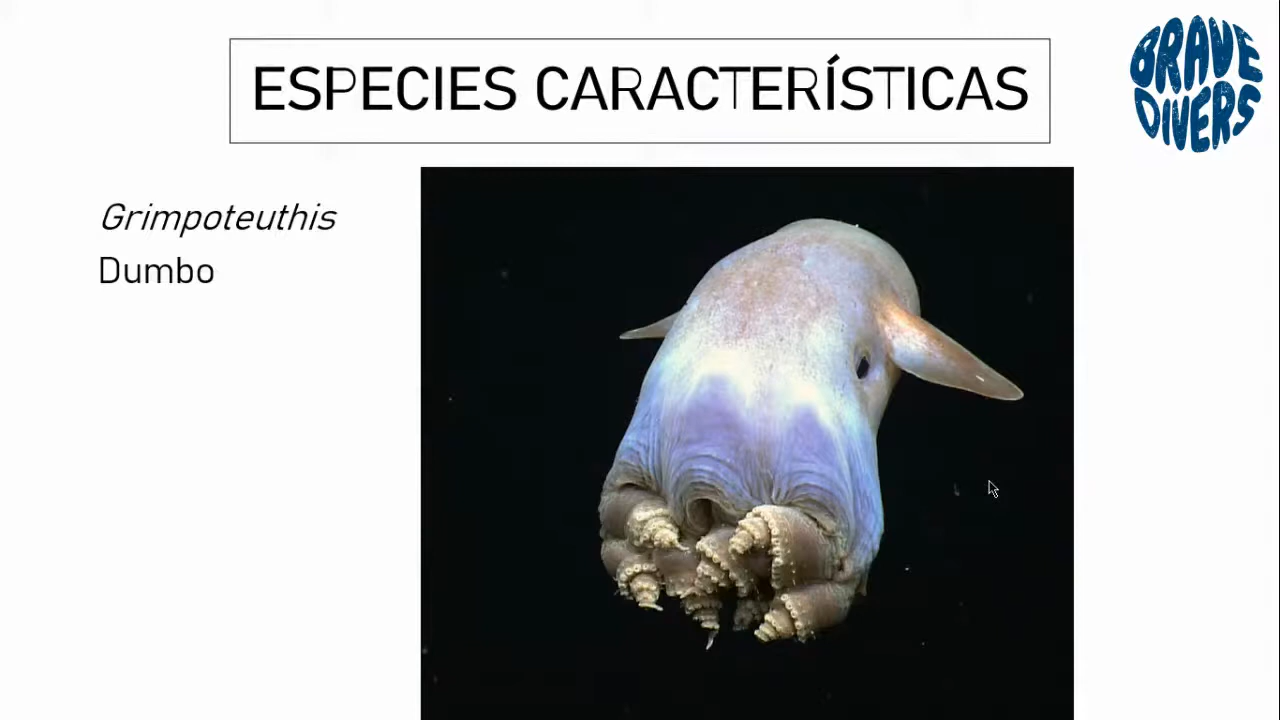 ESPECIES CARACTERÍSTICAS
BRAVE
DIVERS
Grimpoteuthis
Dumbo